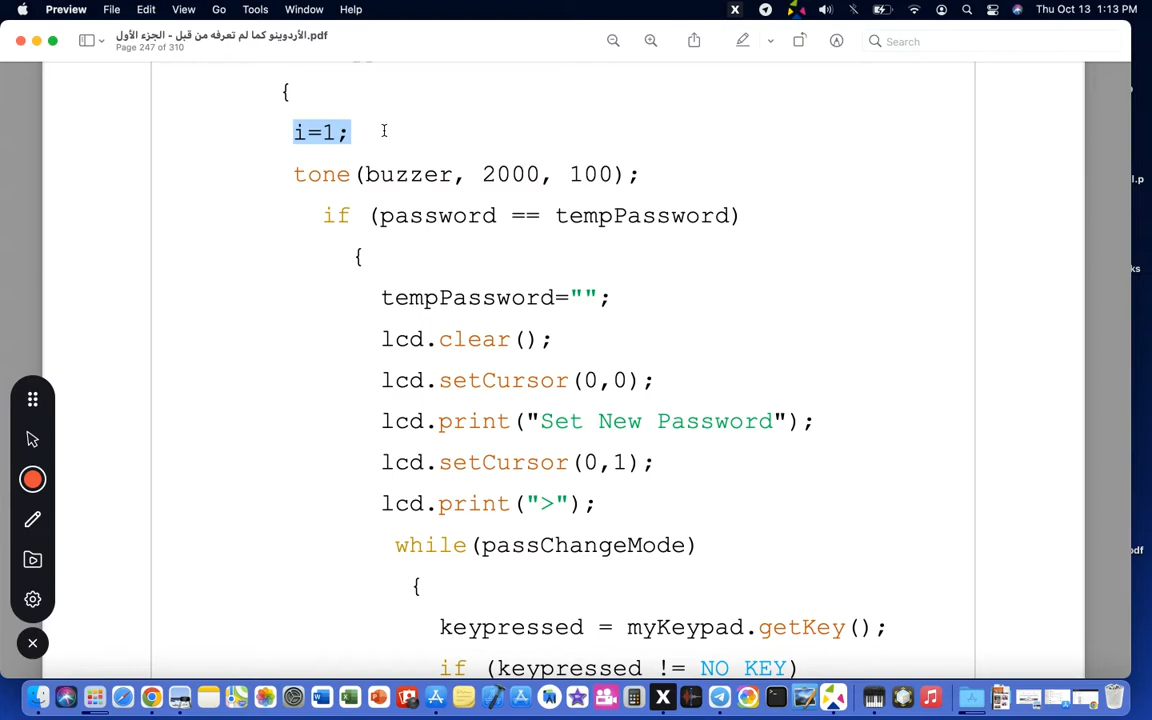 Preview File Edit View Go Tools Window Help
Thu Oct 13 1:13 PM
الأردوينو كما لم تعرفه من قبل - الجزء الأول.pdf
Page 247 of 310
Search
{
i=1;
tone(buzzer, 2000, 100);
if (password == tempPassword)
{
tempPassword="";
lcd.clear();
lcd.setCursor(0,0);
lcd.print("Set New Password");
lcd.setCursor(0,1);
lcd.print(">");
while(passChangeMode)
{
keypressed = myKeypad.getKey();
if (keypressed != NO_KEY)
l.p
ks
pdf